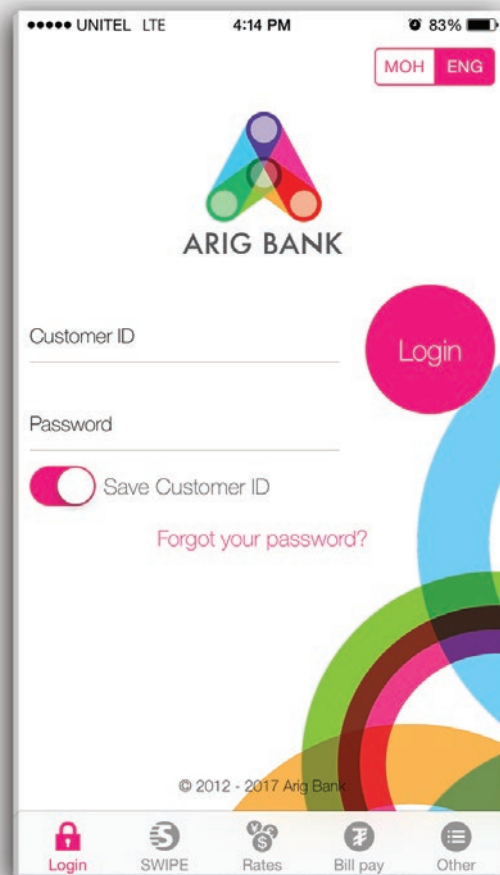 UNITEL LTE 4:14 PM 83%
МОН ENG
ARIG BANK
Customer ID
Login
Password
Save Customer ID
Forgot your password?
© 2012 - 2017 Arig Bank
Login SWIPE Rates Bill pay Other